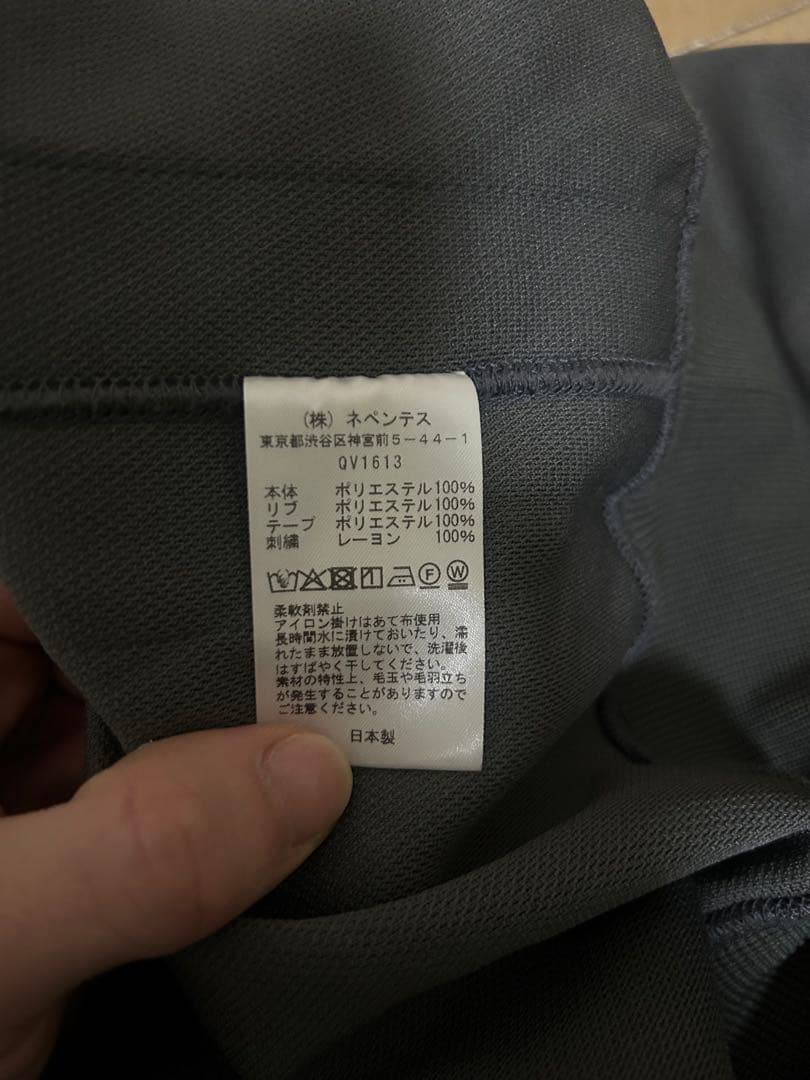 (株) ネペンテス
東京都渋谷区神宮前5-44-1
QV1613
本体 ポリエステル100%
リブ ポリエステル100%
テープ ポリエステル100%
刺繍 レーヨン 100%
F W
柔軟剤禁止
アイロン掛けはあて布使用
長時間水に漬けておいたり、濡
れたまま放置しないで、洗濯後
はすばやく干してください。
素材の特性上、毛玉や毛羽立ち
が発生することがありますので
ご注意ください。
日本製